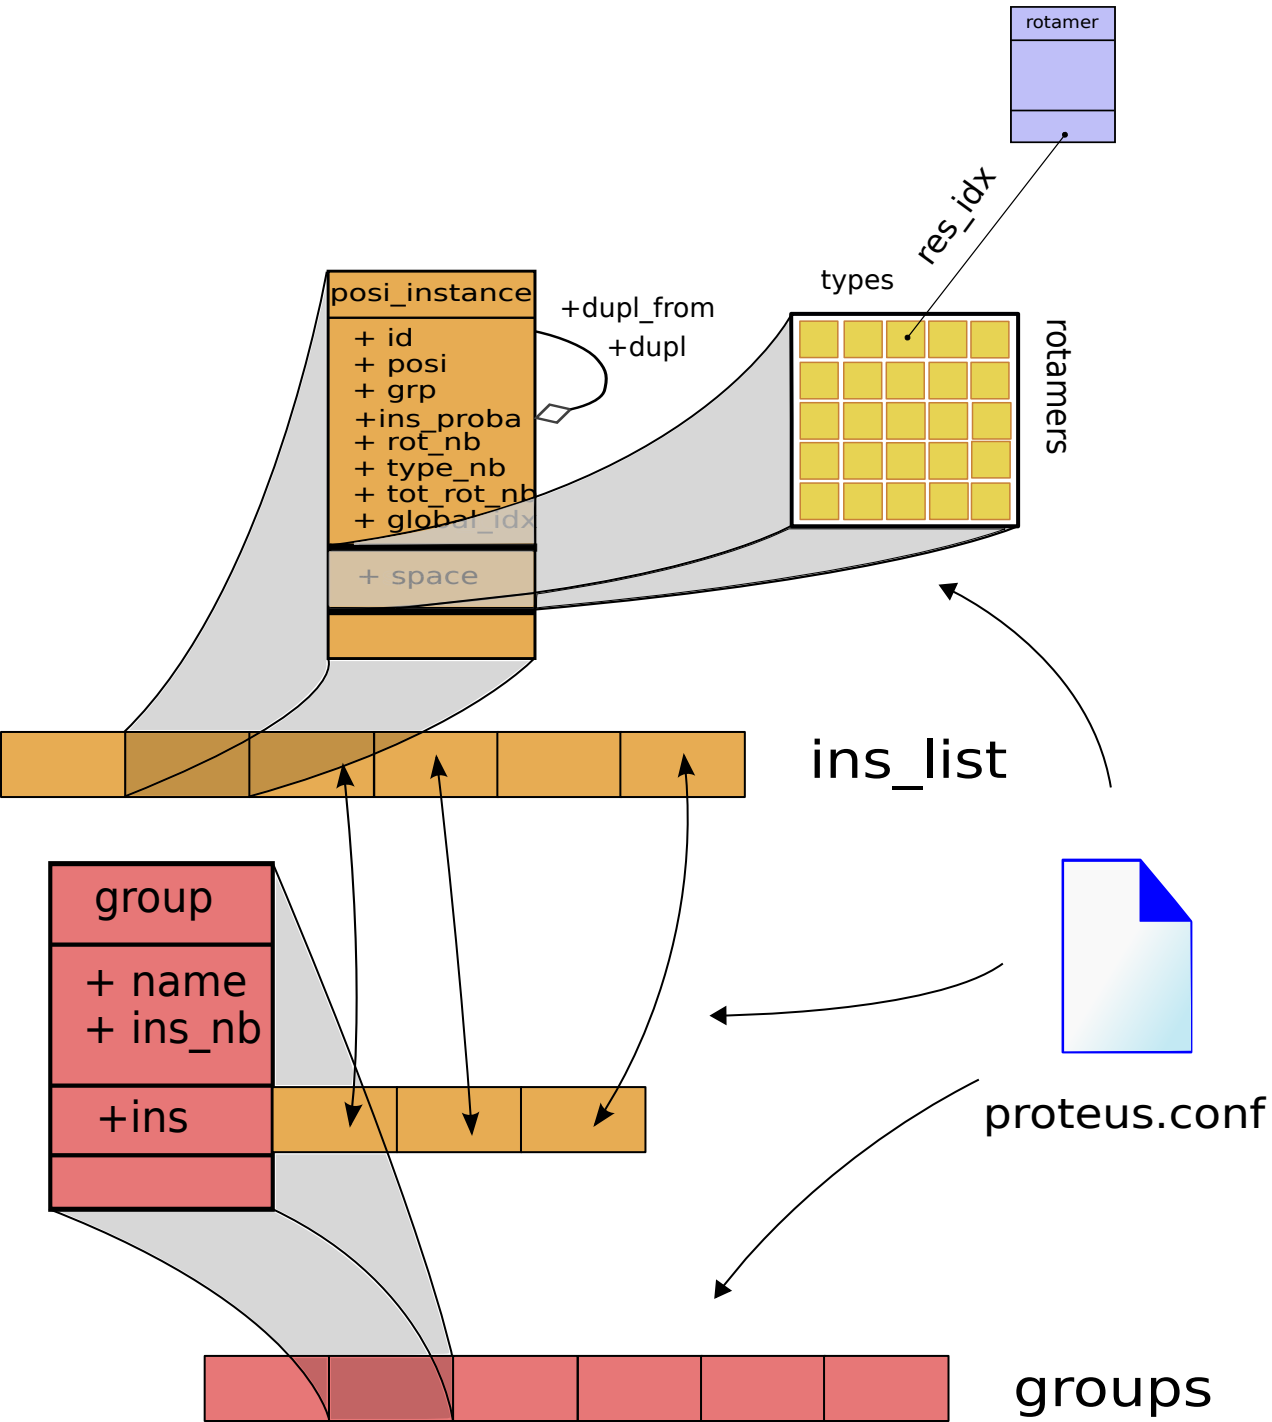 rotamer
res_idx
types
rotamers
posi_instance
+dupl_from
+dupl
+ id
+ posi
+ grp
+ins_proba
+ rot_nb
+ type_nb
+ tot_rot_nb
+ global_idx
+ space
ins_list
group
+ name
+ ins_nb
+ins
proteus.conf
groups